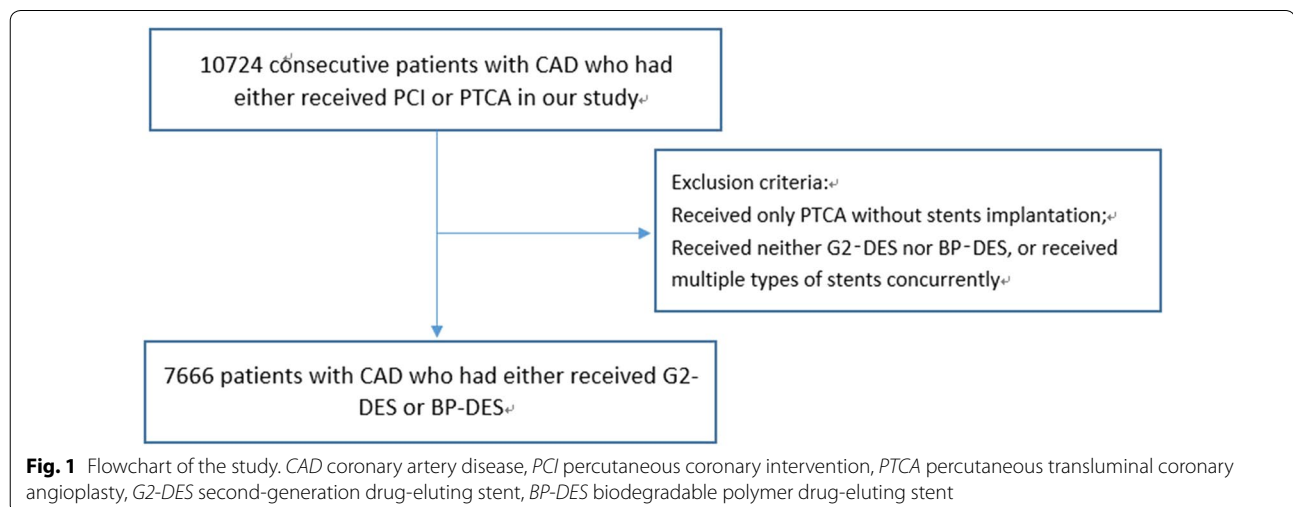 10724 consecutive patients with CAD who had
either received PCI or PTCA in our study↵
Exclusion criteria:↵
Received only PTCA without stents implantation;↵
Received neither G2-DES nor BP-DES, or received
multiple types of stents concurrently↵
7666 patients with CAD who had either received G2-
DES or BP-DES↵
Fig. 1 Flowchart of the study. CAD coronary artery disease, PCI percutaneous coronary intervention, PTCA percutaneous transluminal coronary
angioplasty, G2-DES second-generation drug-eluting stent, BP-DES biodegradable polymer drug-eluting stent